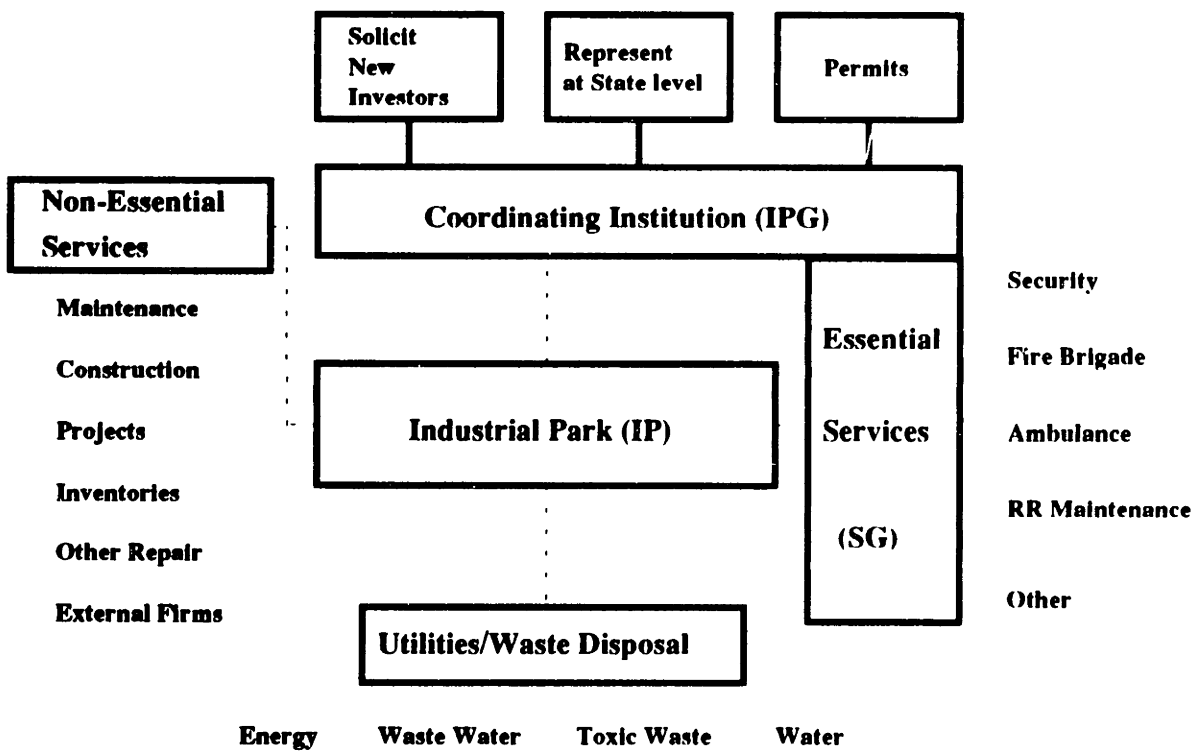 Solicit
New
Investors
Represent
at State level
Permits
Non-Essential
Services
Coordinating Institution (IPG)
Maintenance
Construction
Projects
Inventories
Other Repair
External Firms
Industrial Park (IP)
Essential
Services
(SG)
Security
Fire Brigade
Ambulance
RR Maintenance
Other
Utilities/Waste Disposal
Energy Waste Water Toxic Waste Water